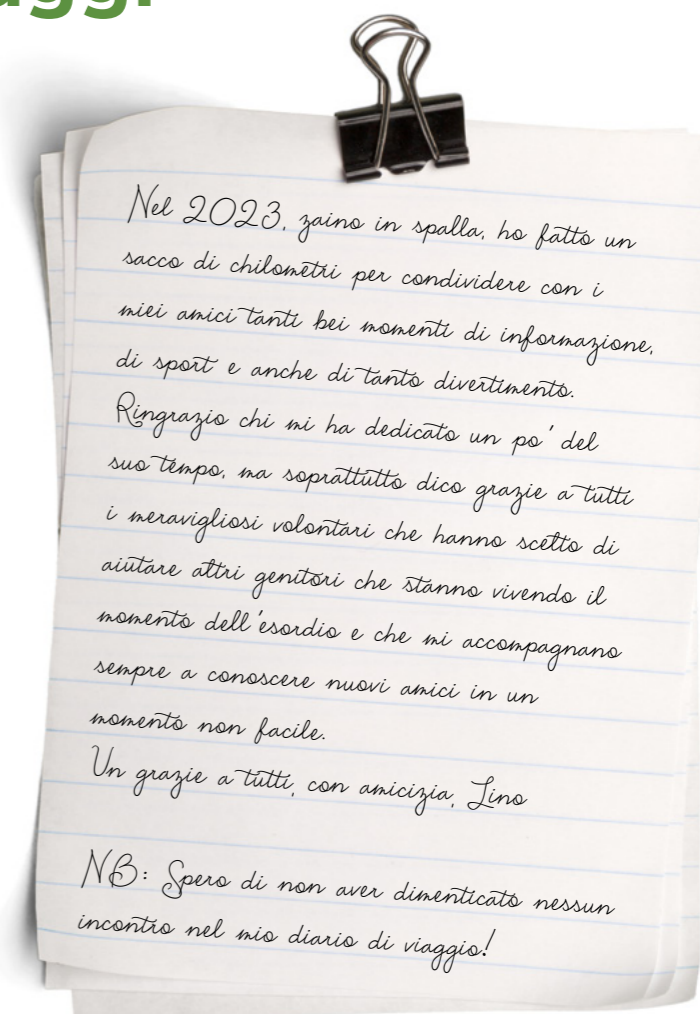 Nel 2023, zaino in spalla, ho fatto un
sacco di chilometri per condividere con i
miei amici tanti bei momenti di informazione,
di sport e anche di tanto divertimento.
Ringrazio chi mi ha dedicato un po' del
suo tempo, ma soprattutto dico grazie a tutti
i meravigliosi volontari che hanno scelto di
aiutare altri genitori che stanno vivendo il
momento dell'esordio e che mi accompagnano
sempre a conoscere nuovi amici in un
momento non facile.
Un grazie a tutti, con amicizia, Lino
NB: Spero di non aver dimenticato nessun
incontro nel mio diario di viaggio!